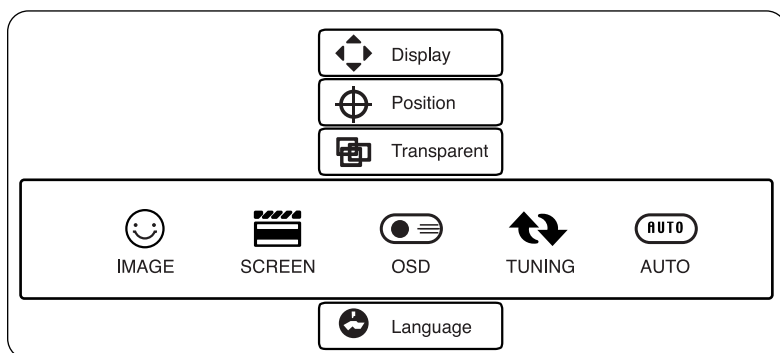 Display
Position
Transparent
AUTO
IMAGE SCREEN OSD TUNING AUTO
Language